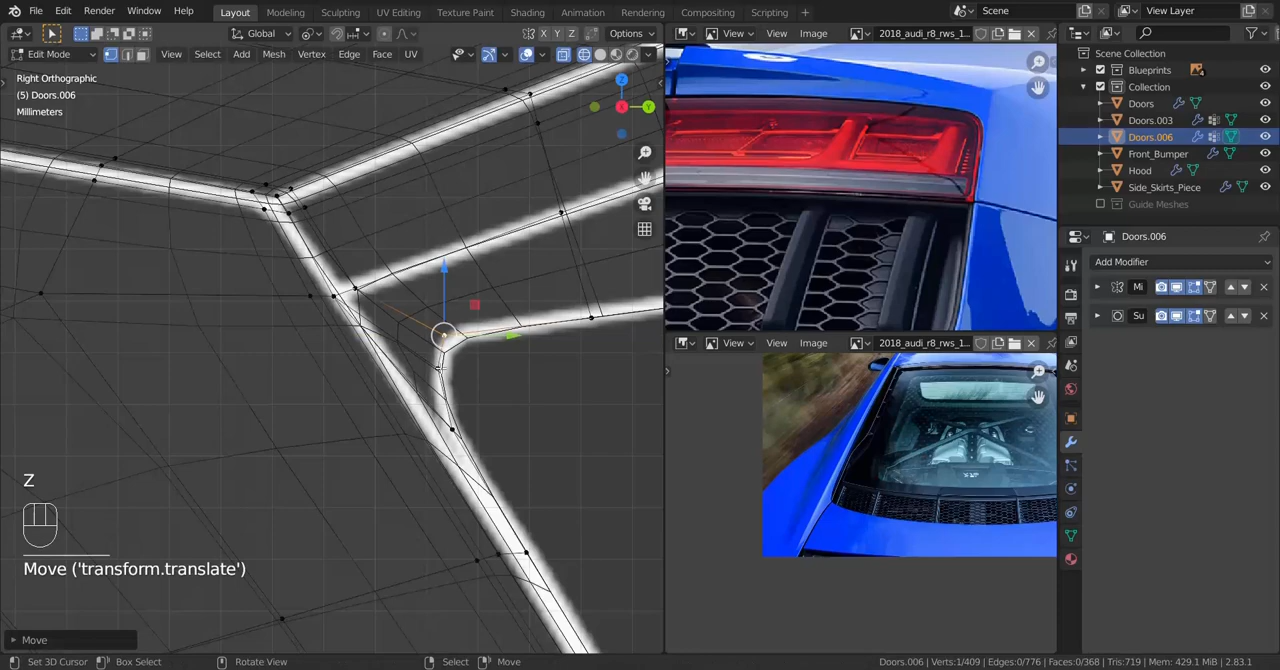 File Edit Render Window Help
Layout Modeling Sculpting UV Editing Texture Paint Shading Animation Rendering Compositing Scripting +
Scene
View Layer
Global
X Y Z
Options
Edit Mode
View Select Add Mesh Vertex Edge Face UV
Right Orthographic
(5) Doors.006
Millimeters
Z
Y
X
View View Image 2018_audi_r8_rws_1...
View View Image 2018_audi_r8_rws_1...
Scene Collection
Blueprints
4
Collection
Doors
Doors.003
Doors.006
Front_Bumper
Hood
Side_Skirts_Piece
Guide Meshes
Doors.006
Add Modifier
Mi
Su
Z
Move ('transform.translate')
Move
Set 3D Cursor Box Select Rotate View Select Move
Doors.006 | Verts:1/409 | Edges:0/776 | Faces:0/368 | Tris:719 | Mem: 429.1 MiB | 2.83.1